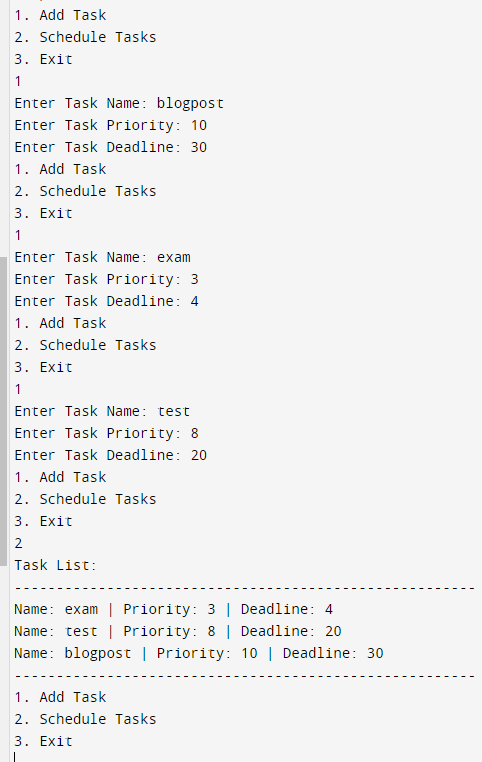 1. Add Task
2. Schedule Tasks
3. Exit
1
Enter Task Name: blogpost
Enter Task Priority: 10
Enter Task Deadline: 30
1. Add Task
2. Schedule Tasks
3. Exit
1
Enter Task Name: exam
Enter Task Priority: 3
Enter Task Deadline: 4
1. Add Task
2. Schedule Tasks
3. Exit
1
Enter Task Name: test
Enter Task Priority: 8
Enter Task Deadline: 20
1. Add Task
2. Schedule Tasks
3. Exit
2
Task List:
-------------------------------------------------------
Name: exam | Priority: 3 | Deadline: 4
Name: test | Priority: 8 | Deadline: 20
Name: blogpost | Priority: 10 | Deadline: 30
-------------------------------------------------------
1. Add Task
2. Schedule Tasks
3. Exit